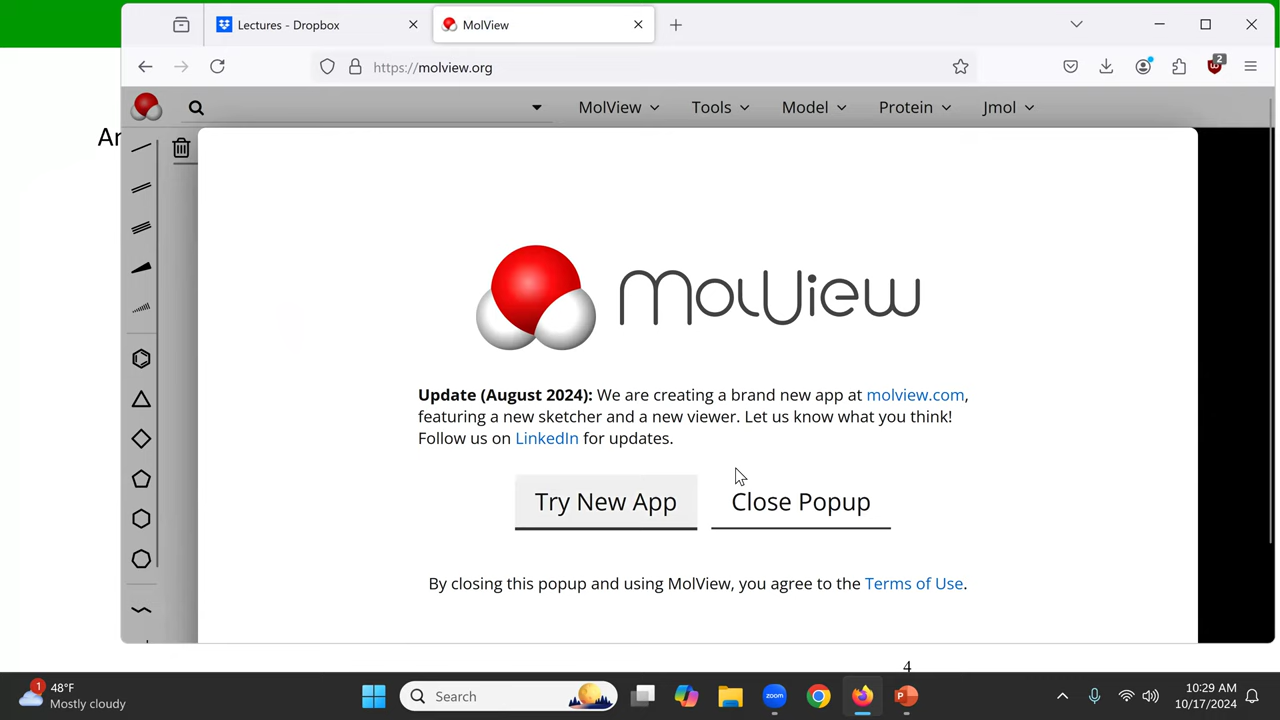 Lectures - Dropbox
MolView
https://molview.org
2
MolView
Tools
Model
Protein
Jmol
Ar
MolView
Update (August 2024): We are creating a brand new app at molview.com,
featuring a new sketcher and a new viewer. Let us know what you think!
Follow us on LinkedIn for updates.
Try New App
Close Popup
By closing this popup and using MolView, you agree to the Terms of Use.
4
1
48°F
Mostly cloudy
Search
zoom
P
10:29 AM
10/17/2024